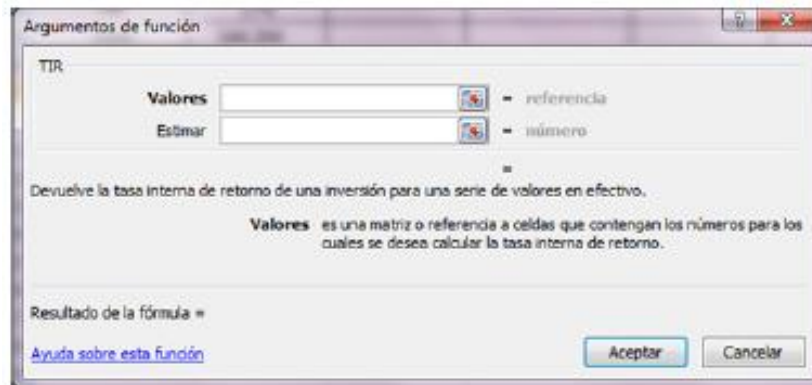 Argumentos de función
TIR
Valores = referencia
Estimar = número
=
Devuelve la tasa interna de retorno de una inversión para una serie de valores en efectivo.
Valores es una matriz o referencia a celdas que contengan los números para los
cuales se desea calcular la tasa interna de retorno.
Resultado de la fórmula =
Ayuda sobre esta función
Aceptar Cancelar